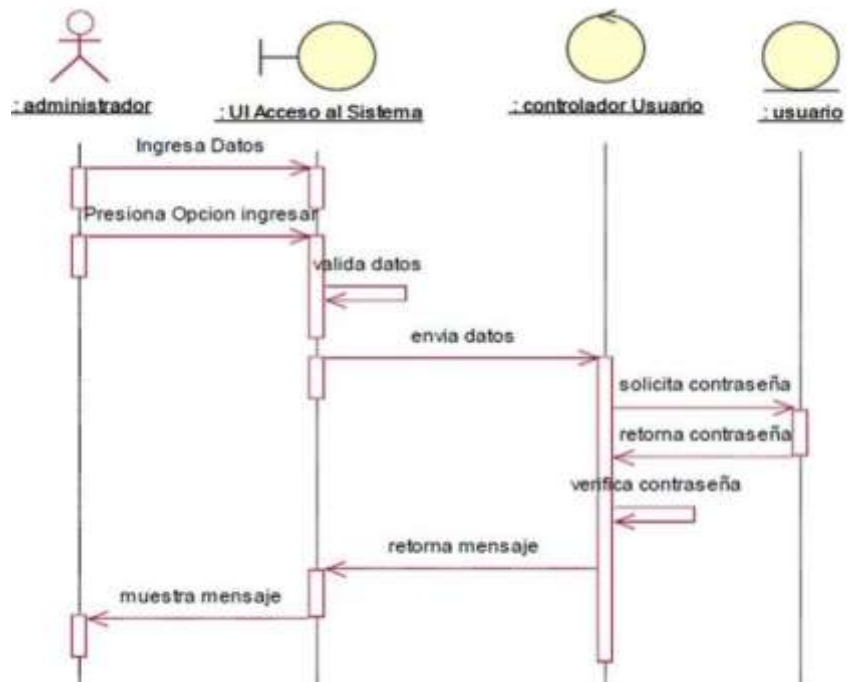 : administrador
: UI Acceso al Sistema
: controlador Usuario
: usuario
Ingresa Datos
Presiona Opcion ingresar
valida datos
envia datos
solicita contraseña
retorna contraseña
verifica contraseña
retorna mensaje
muestra mensaje